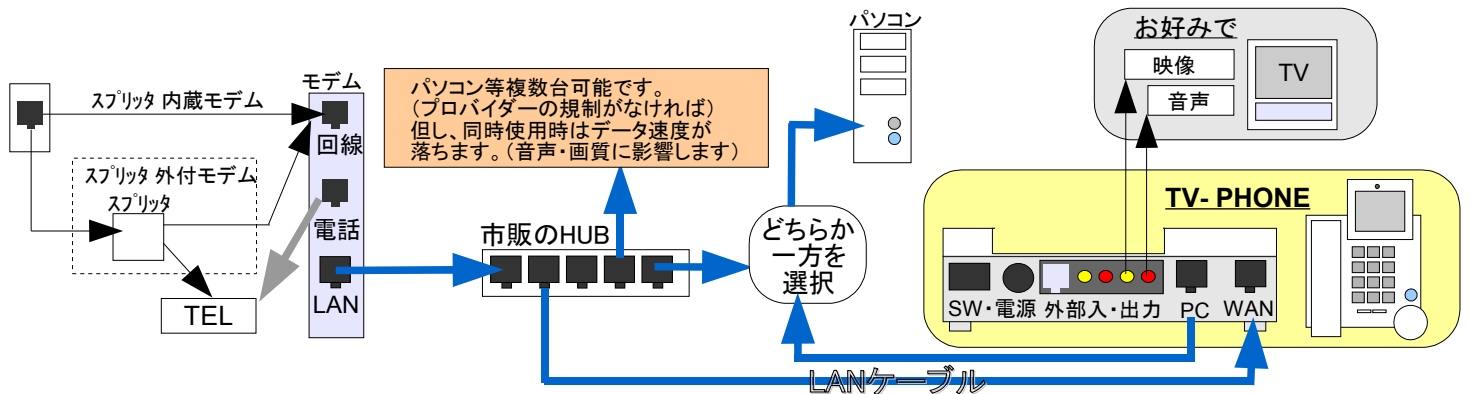 スプリッタ 内蔵モデム
スプリッタ 外付モデム
スプリッタ
TEL
モデム
回線
電話
LAN
パソコン等複数台可能です。
(プロバイダーの規制がなければ)
但し、同時使用時はデータ速度が
落ちます。(音声・画質に影響します)
市販のHUB
パソコン
どちらか
一方を
選択
お好みで
映像
音声
TV
TV- PHONE
SW・電源 外部入・出力 PC WAN
LANケーブル